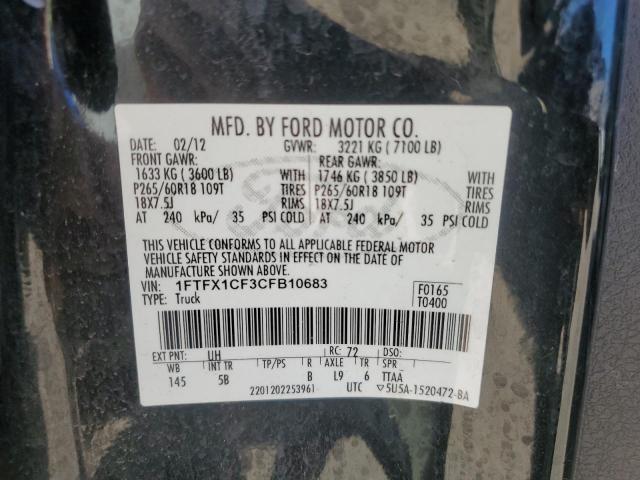 MFD. BY FORD MOTOR CO.
DATE: 02/12 GVWR: 3221 KG ( 7100 LB)
FRONT GAWR: REAR GAWR:
1633 KG ( 3600 LB) WITH 1746 KG ( 3850 LB) WITH
P265/60R18 109T TIRES P265/60R18 109T TIRES
18X7.5J RIMS 18X7.5J RIMS
AT 240 kPa/ 35 PSI COLD AT 240 kPa/ 35 PSI COLD
THIS VEHICLE CONFORMS TO ALL APPLICABLE FEDERAL MOTOR
VEHICLE SAFETY STANDARDS IN EFFECT ON THE DATE OF
MANUFACTURE SHOWN ABOVE.
VIN: 1FTFX1CF3CFB10683 F0165
TYPE: Truck T0400
EXT PNT: UH RC: 72 DSO:
WB INT TR TP/PS R AXLE TR SPR
145 5B B L9 6 TTAA
2201202253961 UTC ▽5U5A-1520472-BA
Ford